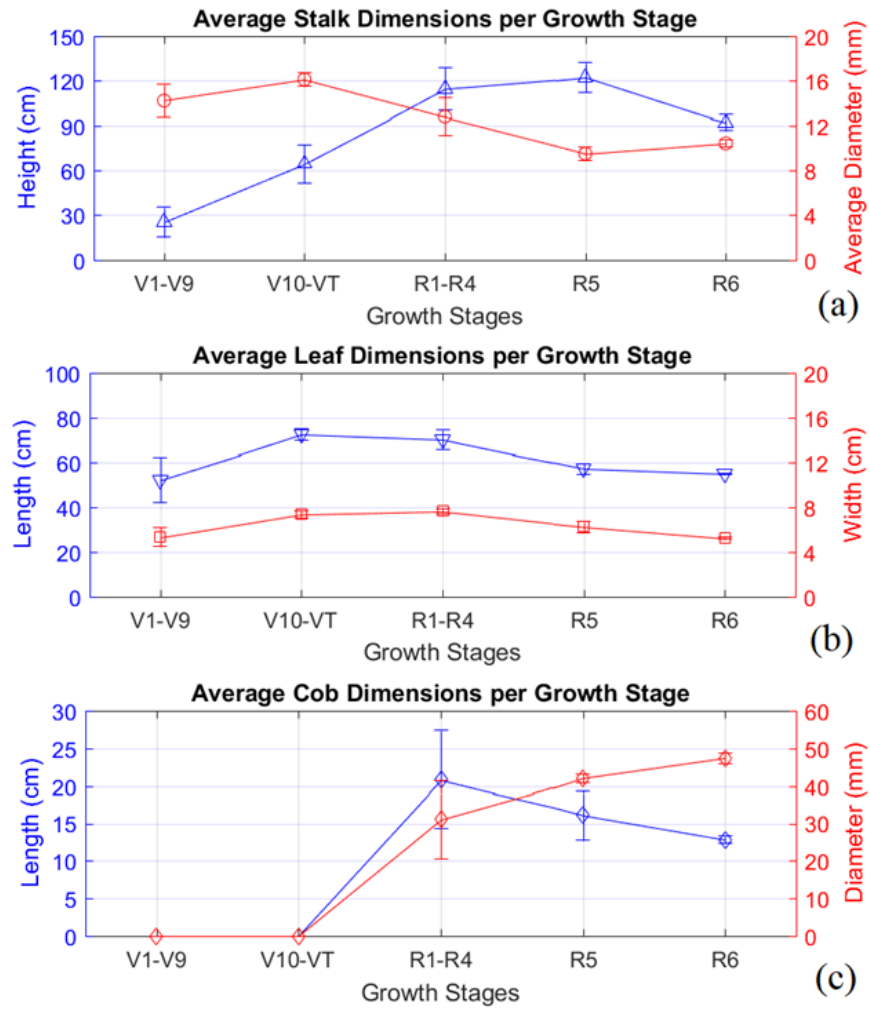 Average Stalk Dimensions per Growth Stage
150
120
90
60
30
0
Height (cm)
20
16
12
8
4
0
Average Diameter (mm)
V1-V9 V10-VT R1-R4 R5 R6
Growth Stages
(a)
Average Leaf Dimensions per Growth Stage
100
80
60
40
20
0
Length (cm)
20
16
12
8
4
0
Width (cm)
V1-V9 V10-VT R1-R4 R5 R6
Growth Stages
(b)
Average Cob Dimensions per Growth Stage
30
25
20
15
10
5
0
Length (cm)
60
50
40
30
20
10
0
Diameter (mm)
V1-V9 V10-VT R1-R4 R5 R6
Growth Stages
(c)